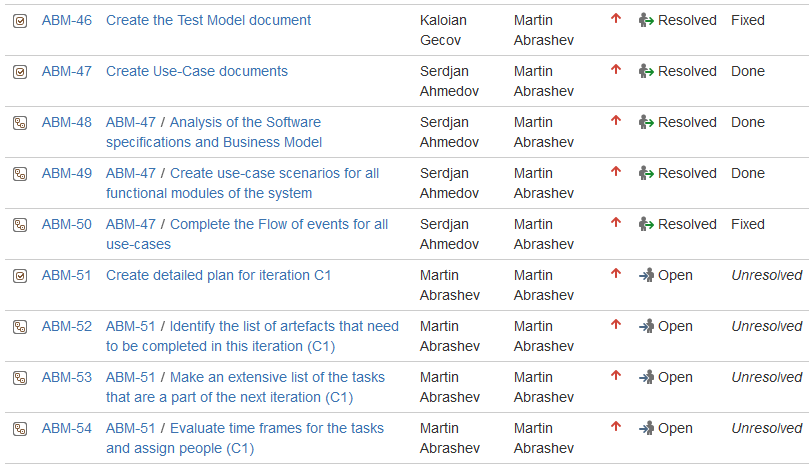 ABM-46 Create the Test Model document Kaloian Martin Resolved Fixed
Gecov Abrashev
ABM-47 Create Use-Case documents Serdjan Martin Resolved Done
Ahmedov Abrashev
ABM-48 ABM-47 / Analysis of the Software Serdjan Martin Resolved Done
specifications and Business Model Ahmedov Abrashev
ABM-49 ABM-47 / Create use-case scenarios for all Serdjan Martin Resolved Done
functional modules of the system Ahmedov Abrashev
ABM-50 ABM-47 / Complete the Flow of events for all Serdjan Martin Resolved Fixed
use-cases Ahmedov Abrashev
ABM-51 Create detailed plan for iteration C1 Martin Martin Open Unresolved
Abrashev Abrashev
ABM-52 ABM-51 / Identify the list of artefacts that need Martin Martin Open Unresolved
to be completed in this iteration (C1) Abrashev Abrashev
ABM-53 ABM-51 / Make an extensive list of the tasks Martin Martin Open Unresolved
that are a part of the next iteration (C1) Abrashev Abrashev
ABM-54 ABM-51 / Evaluate time frames for the tasks Martin Martin Open Unresolved
and assign people (C1) Abrashev Abrashev